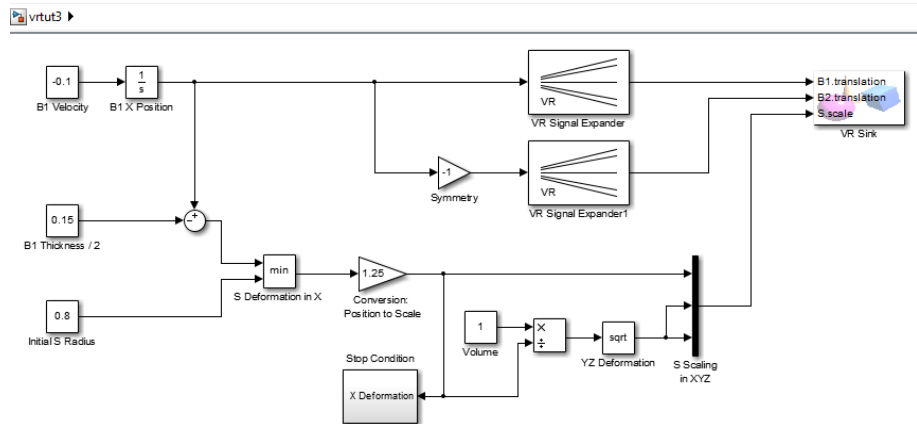 vrtut3
-0.1
B1 Velocity
1
s
B1 X Position
VR
VR Signal Expander
B1.translation
B2.translation
S.scale
VR Sink
-1
Symmetry
VR
VR Signal Expander1
0.15
B1 Thickness / 2
min
S Deformation in X
1.25
Conversion:
Position to Scale
0.8
Initial S Radius
1
Volume
×
÷
sqrt
YZ Deformation
S Scaling
in XYZ
Stop Condition
X Deformation